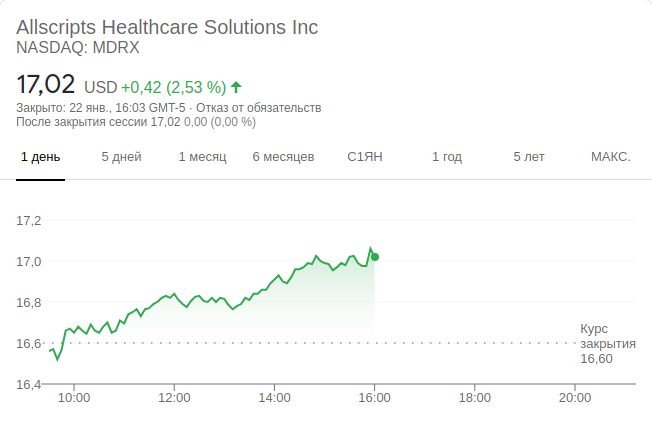 Allscripts Healthcare Solutions Inc
NASDAQ: MDRX
17,02 USD +0,42 (2,53 %)
Закрыто: 22 янв., 16:03 GMT-5 · Отказ от обязательств
После закрытия сессии 17,02 0,00 (0,00 %)
1 день 5 дней 1 месяц 6 месяцев С1ЯН 1 год 5 лет МАКС.
17,2
17,0
16,8
16,6
16,4
Курс
закрытия
16,60
10:00 12:00 14:00 16:00 18:00 20:00